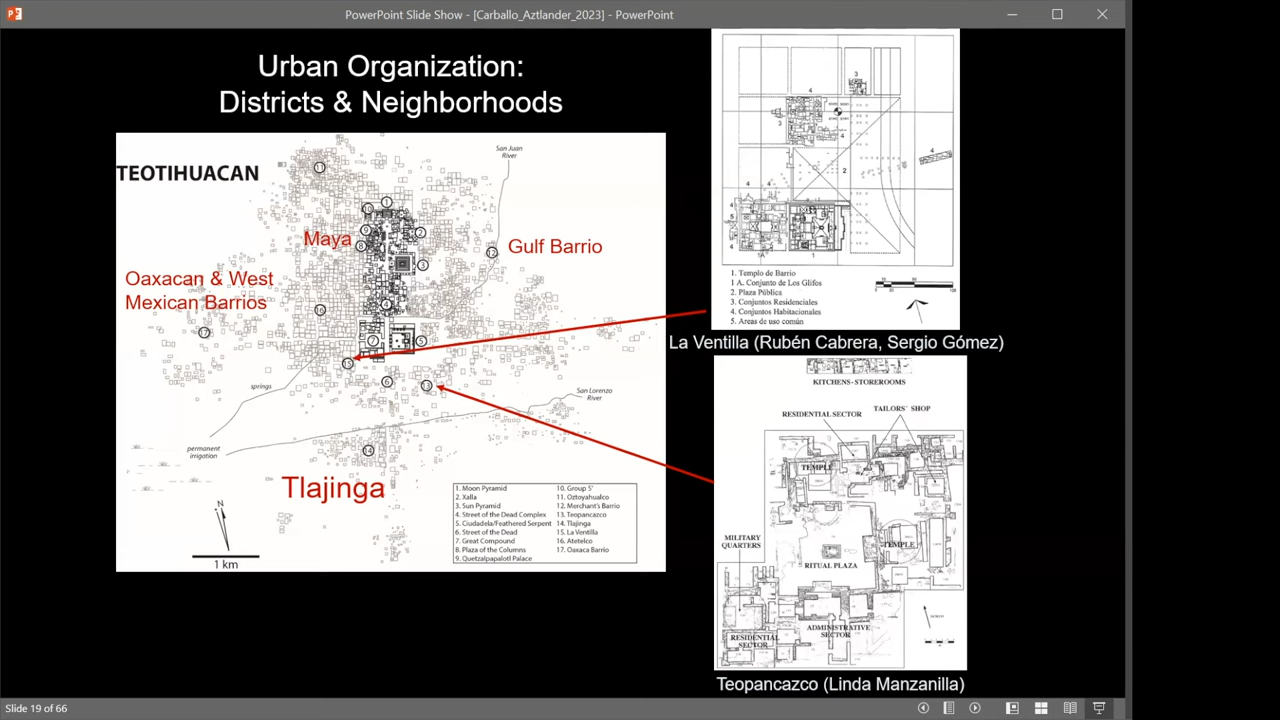 PowerPoint Slide Show - [Carballo_Aztlander_2023] - PowerPoint
Urban Organization:
Districts & Neighborhoods
TEOTIHUACAN
San Juan
River
Maya
Gulf Barrio
Oaxacan & West
Mexican Barrios
springs
San Lorenzo
River
permanent
irrigation
Tlajinga
N
1 km
1. Moon Pyramid
2. Xalla
3. Sun Pyramid
4. Street of the Dead Complex
5. Ciudadela/Feathered Serpent
6. Street of the Dead
7. Great Compound
8. Plaza of the Columns
9. Quetzalpapalotl Palace
10. Group 5'
11. Oztoyahualco
12. Merchant's Barrio
13. Teopancazco
14. Tlajinga
15. La Ventilla
16. Atetelco
17. Oaxaca Barrio
1. Templo de Barrio
1 A. Conjunto de Los Glifos
2. Plaza Pública
3. Conjuntos Residenciales
4. Conjuntos Habitacionales
5. Areas de uso común
La Ventilla (Rubén Cabrera, Sergio Gómez)
KITCHENS-STOREROOMS
RESIDENTIAL SECTOR
TAILORS' SHOP
TEMPLE
MILITARY
QUARTERS
TEMPLE
RITUAL PLAZA
ADMINISTRATIVE
SECTOR
RESIDENTIAL
SECTOR
Teopancazco (Linda Manzanilla)
Slide 19 of 66